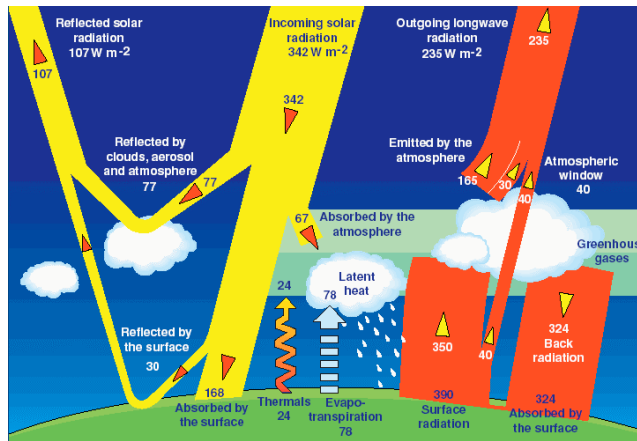 Reflected solar
radiation
107 W m-2
Incoming solar
radiation
342 W m-2
Outgoing longwave
radiation
235 W m-2
235
107
342
Reflected by
clouds, aerosol
and atmosphere
77
77
Emitted by the
atmosphere
165
30
40
Atmospheric
window
40
67
Absorbed by the
atmosphere
Greenhous
gases
Latent
heat
24
78
Reflected by
the surface
30
350
40
324
Back
radiation
168
Absorbed by the
surface
Thermals
24
Evapo-
transpiration
78
390
Surface
radiation
324
Absorbed by
the surface